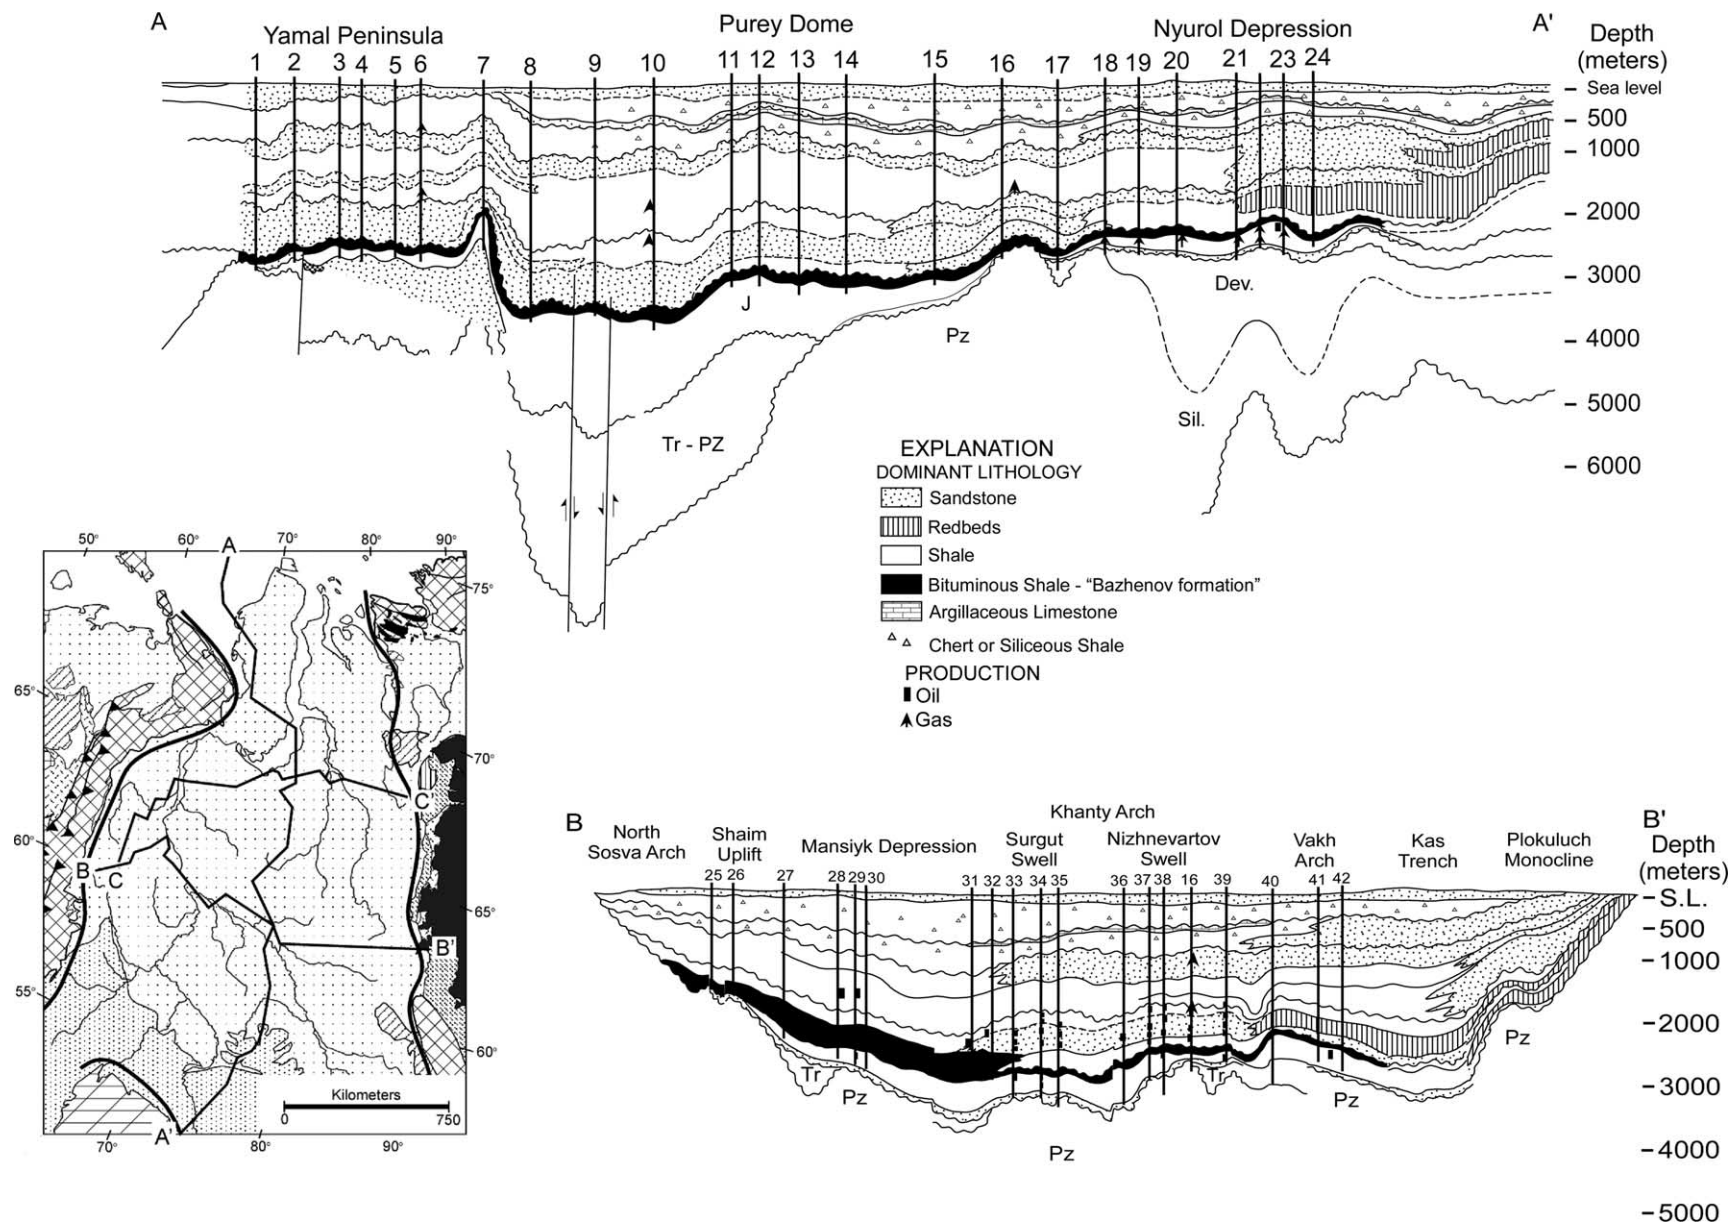 A
Yamal Peninsula
Purey Dome
Nyurol Depression
A'
Depth
(meters)
1 2 3 4 5 6 7 8 9 10 11 12 13 14 15 16 17 18 19 20 21 23 24
– Sea level
– 500
– 1000
– 2000
– 3000
– 4000
– 5000
– 6000
J
Pz
Dev.
Sil.
Tr - PZ
EXPLANATION
DOMINANT LITHOLOGY
Sandstone
Redbeds
Shale
Bituminous Shale - “Bazhenov formation”
Argillaceous Limestone
Chert or Siliceous Shale
PRODUCTION
Oil
Gas
50° 60° A 70° 80° 90°
75°
65°
70°
C'
60°
B C
65°
B'
55°
60°
Kilometers
0 750
A'
70° 80° 90°
B
Khanty Arch
B'
North
Sosva Arch
Shaim
Uplift
Mansiyk Depression
Surgut
Swell
Nizhnevartov
Swell
Vakh
Arch
Kas
Trench
Plokuluch
Monocline
Depth
(meters)
25 26 27 28 29 30 31 32 33 34 35 36 37 38 16 39 40 41 42
– S.L.
– 500
– 1000
– 2000
– 3000
– 4000
– 5000
Tr
Pz
Pz
Tr
Pz
Pz